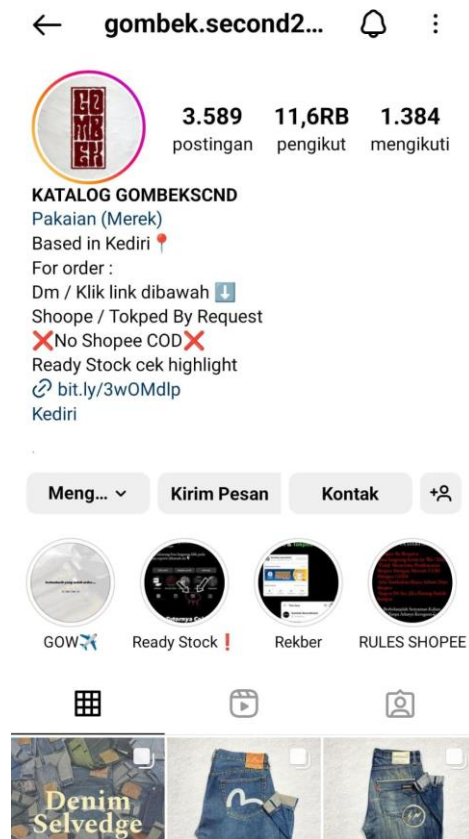 gombek.second2...
GOMBEK
3.589
11,6RB
1.384
postingan
pengikut
mengikuti
KATALOG GOMBEKSCND
Pakaian (Merek)
Based in Kediri📍
For order :
Dm / Klik link dibawah ⬇️
Shoope / Tokped By Request
❌No Shopee COD❌
Ready Stock cek highlight
bit.ly/3wOMdlp
Kediri
.
Meng...
Kirim Pesan
Kontak
GOW✈️
Ready Stock❗
Rekber
RULES SHOPEE
Denim
Selvedge